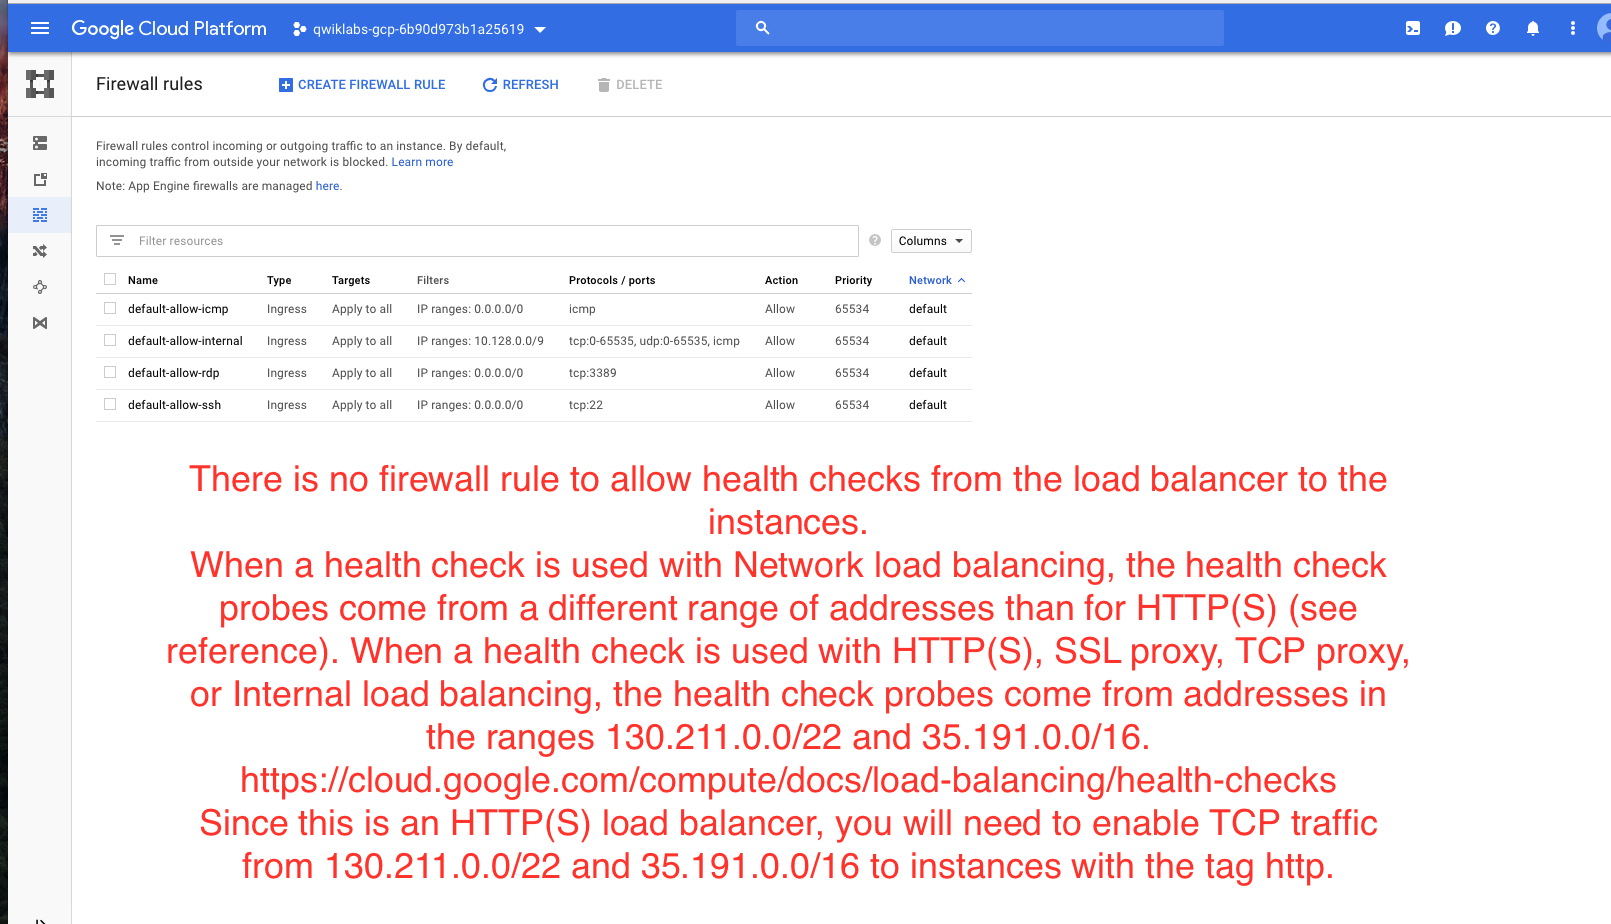 Google Cloud Platform
qwiklabs-gcp-6b90d973b1a25619
Firewall rules
CREATE FIREWALL RULE
REFRESH
DELETE
Firewall rules control incoming or outgoing traffic to an instance. By default,
incoming traffic from outside your network is blocked. Learn more
Note: App Engine firewalls are managed here.
Filter resources
Columns
Name Type Targets Filters Protocols / ports Action Priority Network
default-allow-icmp Ingress Apply to all IP ranges: 0.0.0.0/0 icmp Allow 65534 default
default-allow-internal Ingress Apply to all IP ranges: 10.128.0.0/9 tcp:0-65535, udp:0-65535, icmp Allow 65534 default
default-allow-rdp Ingress Apply to all IP ranges: 0.0.0.0/0 tcp:3389 Allow 65534 default
default-allow-ssh Ingress Apply to all IP ranges: 0.0.0.0/0 tcp:22 Allow 65534 default
There is no firewall rule to allow health checks from the load balancer to the
instances.
When a health check is used with Network load balancing, the health check
probes come from a different range of addresses than for HTTP(S) (see
reference). When a health check is used with HTTP(S), SSL proxy, TCP proxy,
or Internal load balancing, the health check probes come from addresses in
the ranges 130.211.0.0/22 and 35.191.0.0/16.
https://cloud.google.com/compute/docs/load-balancing/health-checks
Since this is an HTTP(S) load balancer, you will need to enable TCP traffic
from 130.211.0.0/22 and 35.191.0.0/16 to instances with the tag http.